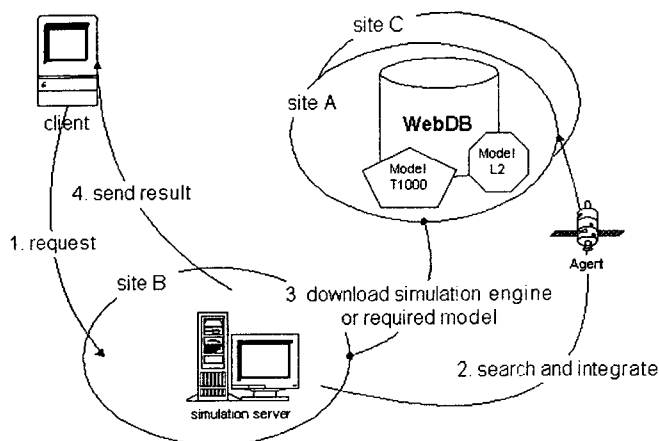 site C
site A
client
WebDB
Model
L2
Model
T1000
4. send result
1. request
Agent
site B
3 download simulation engine
or required model
2. search and integrate
simulation server